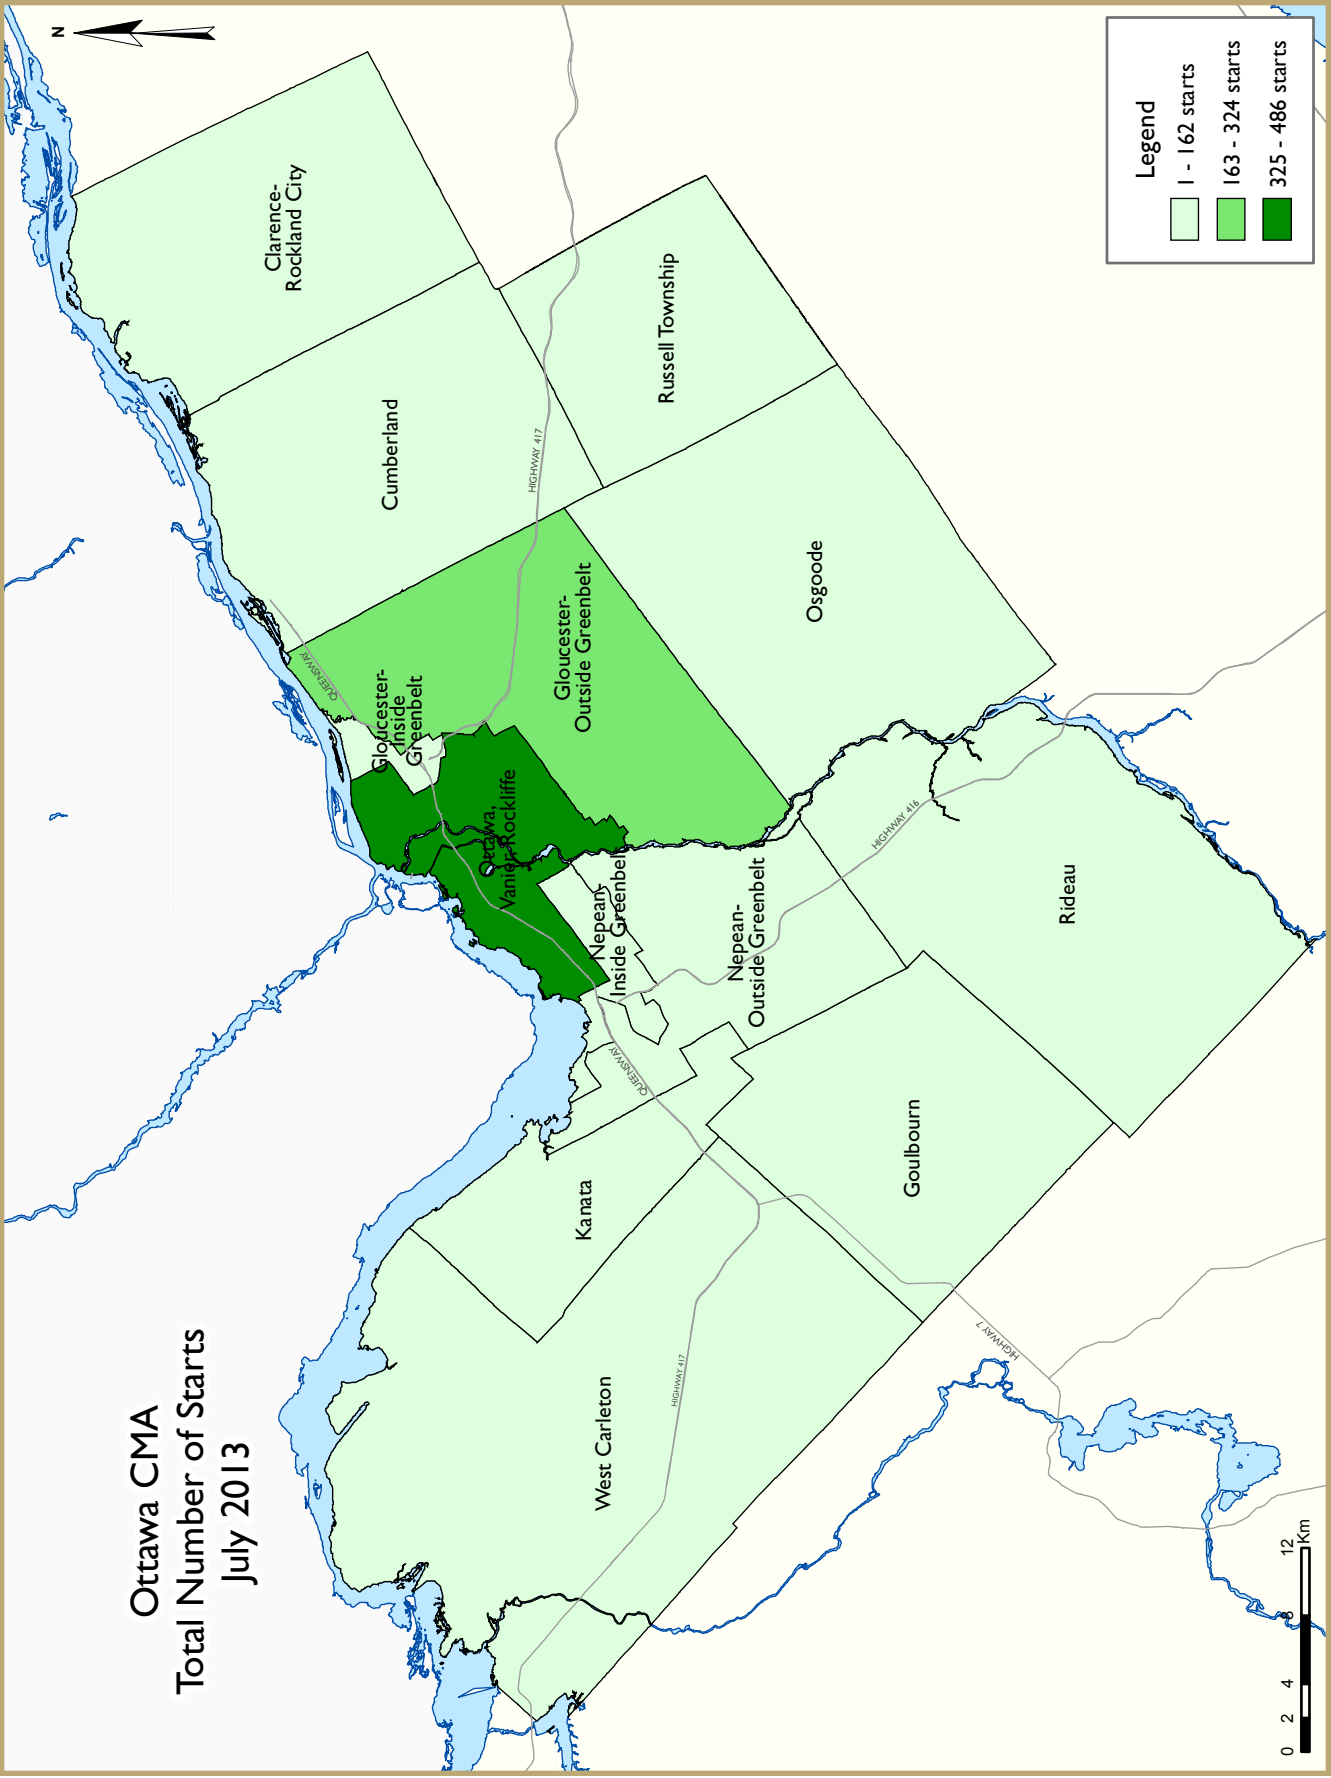 Ottawa CMA
Total Number of Starts
July 2013
N
Clarence-
Rockland City
Cumberland
Russell Township
HIGHWAY 417
QUEENSWAY
Gloucester-
Inside
Greenbelt
Gloucester-
Outside Greenbelt
Osgoode
Ottawa,
Vanier, Rockliffe
Nepean-
Inside Greenbelt
Nepean-
Outside Greenbelt
HIGHWAY 416
Rideau
QUEENSWAY
Kanata
Goulbourn
West Carleton
HIGHWAY 417
HIGHWAY 7
Legend
1 - 162 starts
163 - 324 starts
325 - 486 starts
0 2 4 8 12
Km